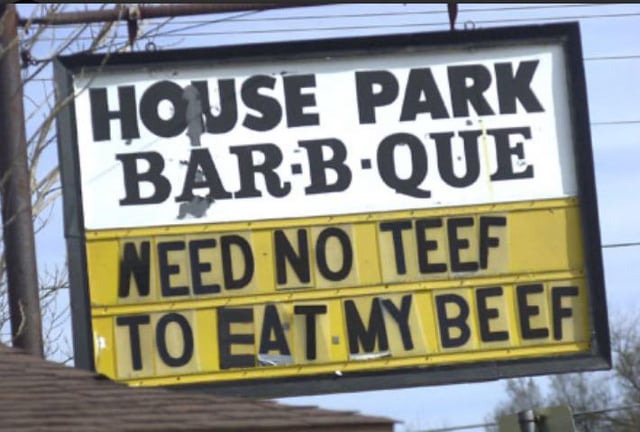 HOUSE PARK
BAR-B-QUE
NEED NO TEEF
TO EAT MY BEEF